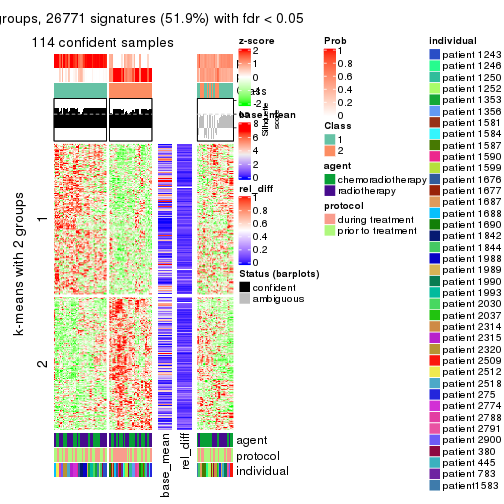 groups, 26771 signatures (51.9%) with fdr < 0.05
114 confident samples
k-means with 2 groups
1
2
z-score
2
1
0
-1
-2
base_mean
8
6
4
2
0
rel_diff
1
0.8
0.6
0.4
0.2
0
Status (barplots)
confident
ambiguous
Silhouette
score
Prob
1
0.8
0.6
0.4
0.2
0
Class
1
2
agent
chemoradiotherapy
radiotherapy
protocol
during treatment
prior to treatment
individual
patient 1243
patient 1246
patient 1250
patient 1252
patient 1353
patient 1356
patient 1581
patient 1584
patient 1587
patient 1590
patient 1599
patient 1676
patient 1677
patient 1687
patient 1688
patient 1690
patient 1842
patient 1844
patient 1988
patient 1989
patient 1990
patient 1993
patient 2030
patient 2037
patient 2314
patient 2315
patient 2320
patient 2509
patient 2512
patient 2518
patient 275
patient 2774
patient 2788
patient 2791
patient 2900
patient 380
patient 445
patient 783
patient1583
agent
protocol
individual
base_mean
rel_diff